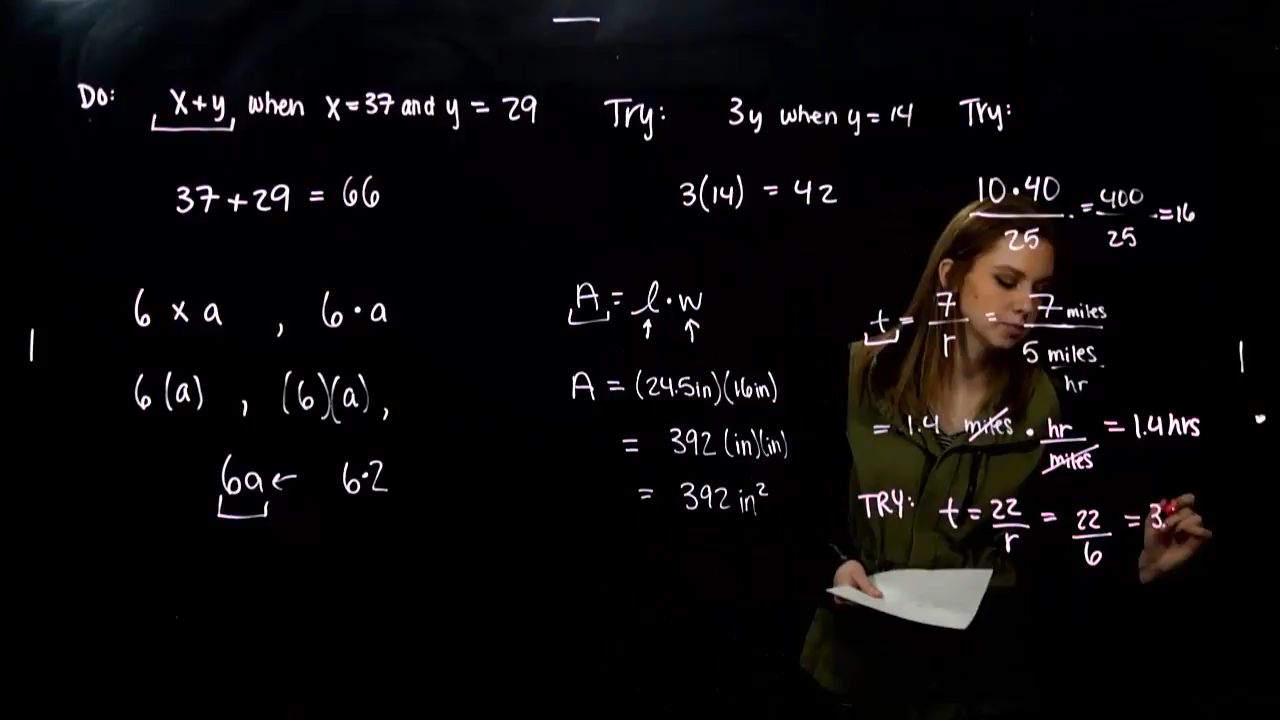 Do: x+y when x=37 and y = 29
37+29 = 66
6 x a , 6·a
6(a) , (6)(a),
6a← 6·2
Try: 3y when y=14
3(14) = 42
A = l·w
A = (24.5in)(16in)
= 392 (in)(in)
= 392 in²
Try:
10·40/25 = 400/25 = 16
t = 7/r = 7 miles/5 miles/hr
= 1.4 miles · hr/miles = 1.4 hrs
TRY: t = 22/r = 22/6 = 3.